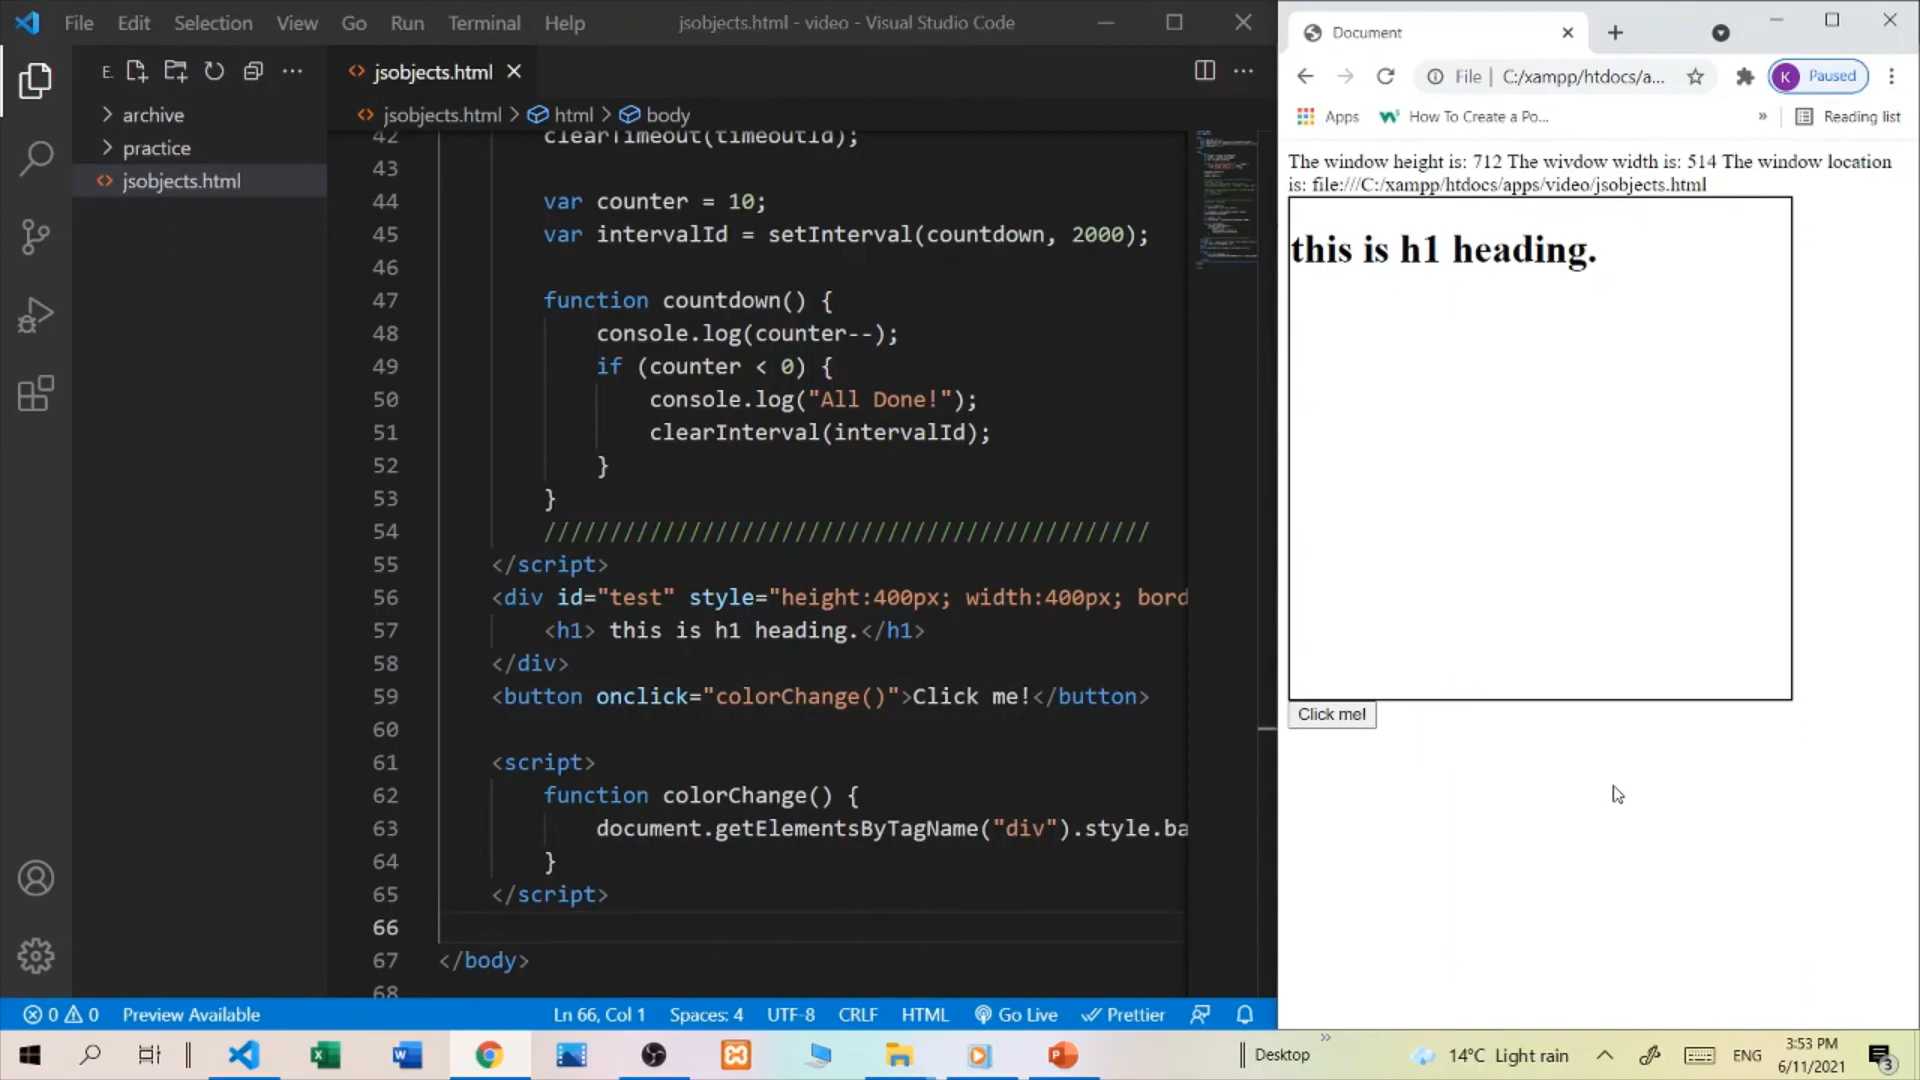 File Edit Selection View Go Run Terminal Help
jsobjects.html - video - Visual Studio Code
E.
archive
practice
jsobjects.html
jsobjects.html
jsobjects.html > html > body
42 clearTimeout(timeoutId);
43
44 var counter = 10;
45 var intervalId = setInterval(countdown, 2000);
46
47 function countdown() {
48 console.log(counter--);
49 if (counter < 0) {
50 console.log("All Done!");
51 clearInterval(intervalId);
52 }
53 }
54 //////////////////////////////////////////////
55 </script>
56 <div id="test" style="height:400px; width:400px; bord
57 <h1> this is h1 heading.</h1>
58 </div>
59 <button onclick="colorChange()">Click me!</button>
60
61 <script>
62 function colorChange() {
63 document.getElementsByTagName("div").style.ba
64 }
65 </script>
66
67 </body>
68
0 0 Preview Available Ln 66, Col 1 Spaces: 4 UTF-8 CRLF HTML Go Live Prettier
Document
File | C:/xampp/htdocs/a... K Paused
Apps How To Create a Po... » Reading list
The window height is: 712 The wivdow width is: 514 The window location
is: file:///C:/xampp/htdocs/apps/video/jsobjects.html
this is h1 heading.
Click me!
Desktop » 14°C Light rain ENG 3:53 PM
6/11/2021 3